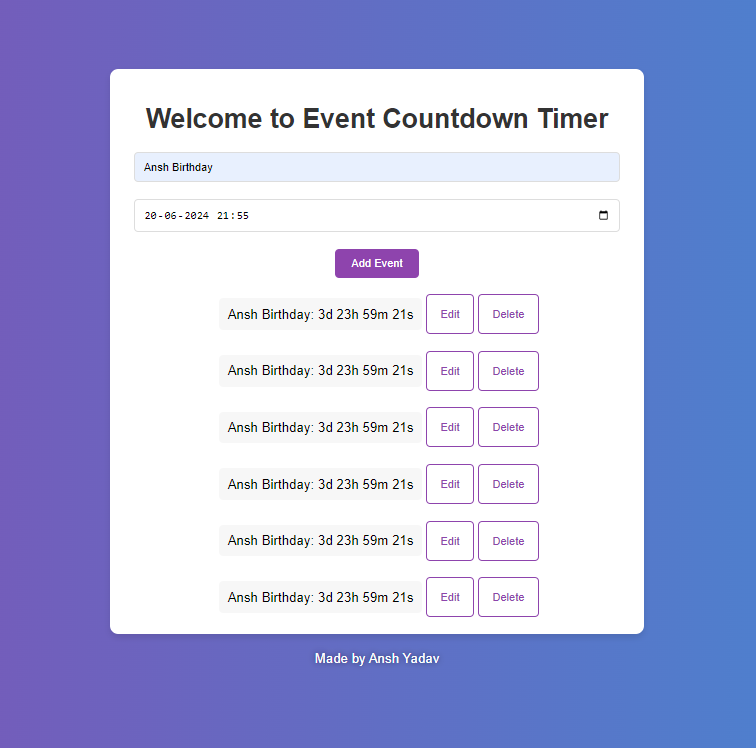 Welcome to Event Countdown Timer
Ansh Birthday
20-06-2024 21:55
Add Event
Ansh Birthday: 3d 23h 59m 21s Edit Delete
Ansh Birthday: 3d 23h 59m 21s Edit Delete
Ansh Birthday: 3d 23h 59m 21s Edit Delete
Ansh Birthday: 3d 23h 59m 21s Edit Delete
Ansh Birthday: 3d 23h 59m 21s Edit Delete
Ansh Birthday: 3d 23h 59m 21s Edit Delete
Made by Ansh Yadav